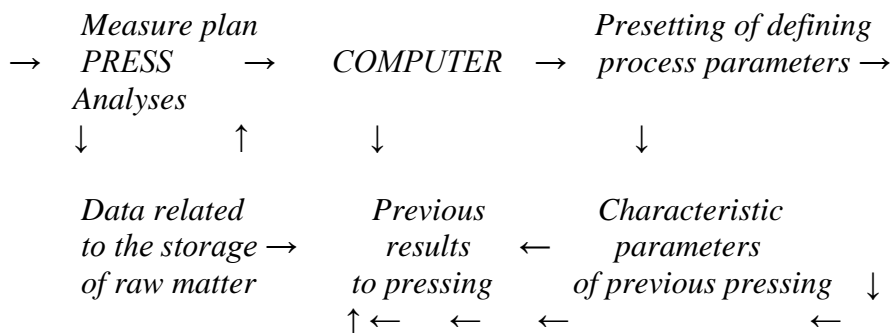 Measure plan Presetting of defining
→ PRESS → COMPUTER → process parameters →
Analyses
↓ ↑ ↓ ↓
Data related Previous Characteristic
to the storage → results ← parameters
of raw matter to pressing of previous pressing ↓
↑ ← ← ← ←